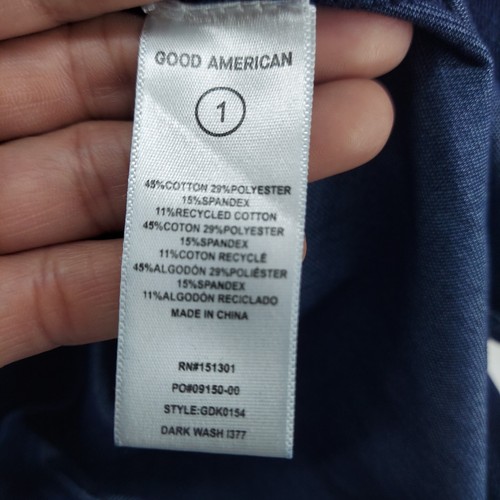 GOOD AMERICAN
1
45%COTTON 29%POLYESTER
15%SPANDEX
11%RECYCLED COTTON
45%COTON 29%POLYESTER
15%SPANDEX
11%COTON RECYCLÉ
45%ALGODÓN 29%POLIÉSTER
15%SPANDEX
11%ALGODÓN RECICLADO
MADE IN CHINA
RN#151301
PO#09150-00
STYLE:GDK0154
DARK WASH I377